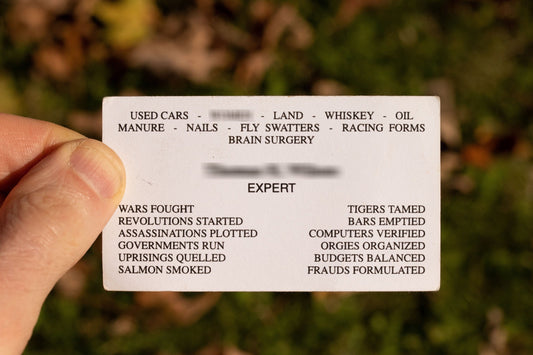 USED CARS - - LAND - WHISKEY - OIL
MANURE - NAILS - FLY SWATTERS - RACING FORMS
BRAIN SURGERY
EXPERT
WARS FOUGHT
REVOLUTIONS STARTED
ASSASSINATIONS PLOTTED
GOVERNMENTS RUN
UPRISINGS QUELLED
SALMON SMOKED
TIGERS TAMED
BARS EMPTIED
COMPUTERS VERIFIED
ORGIES ORGANIZED
BUDGETS BALANCED
FRAUDS FORMULATED